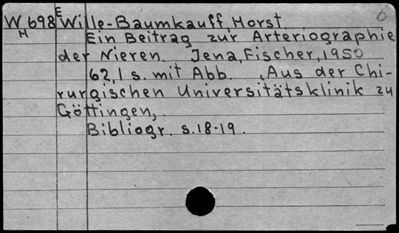 E
W 698 Wille-Baumkauff, Horst
H
Ein Beitrag zur Arteriographie
der Nieren. Jena, Fischer, 1950
62, 1 s. mit Abb. , Aus der Chi-
rurgischen Universitätsklinik zu
Göttingen,.
Bibliogr. s. 18-19.